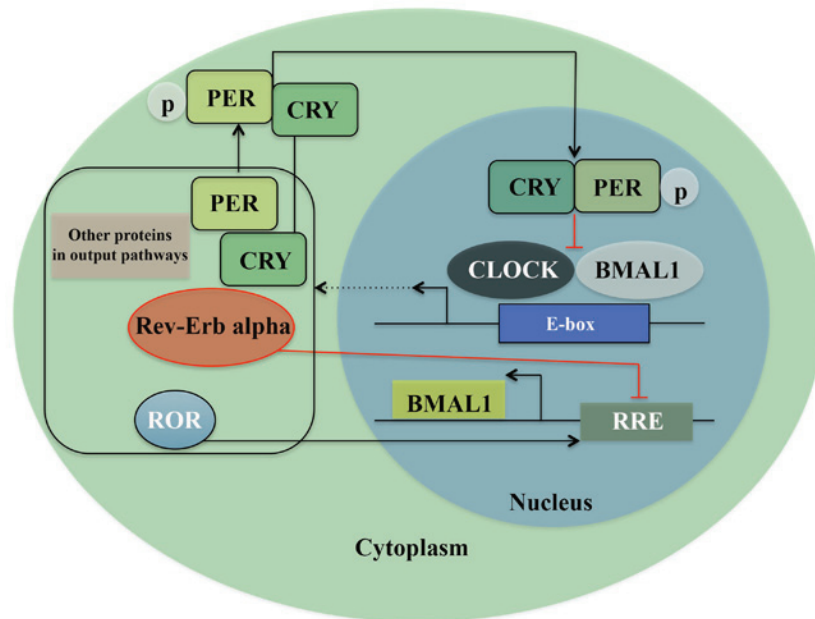 p
PER
CRY
PER
Other proteins
in output pathways
CRY
Rev-Erb alpha
ROR
CRY
PER
p
CLOCK
BMAL1
E-box
BMAL1
RRE
Nucleus
Cytoplasm